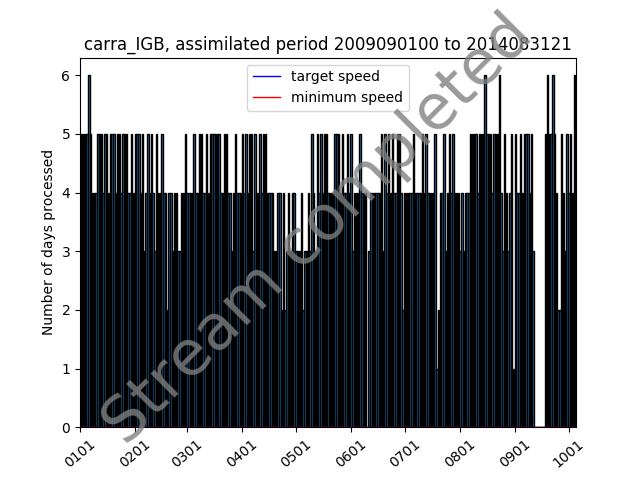 carra_IGB, assimilated period 2009090100 to 2014083121
target speed
minimum speed
Number of days processed
6
5
4
3
2
1
0
0101 0201 0301 0401 0501 0601 0701 0801 0901 1001
Stream completed